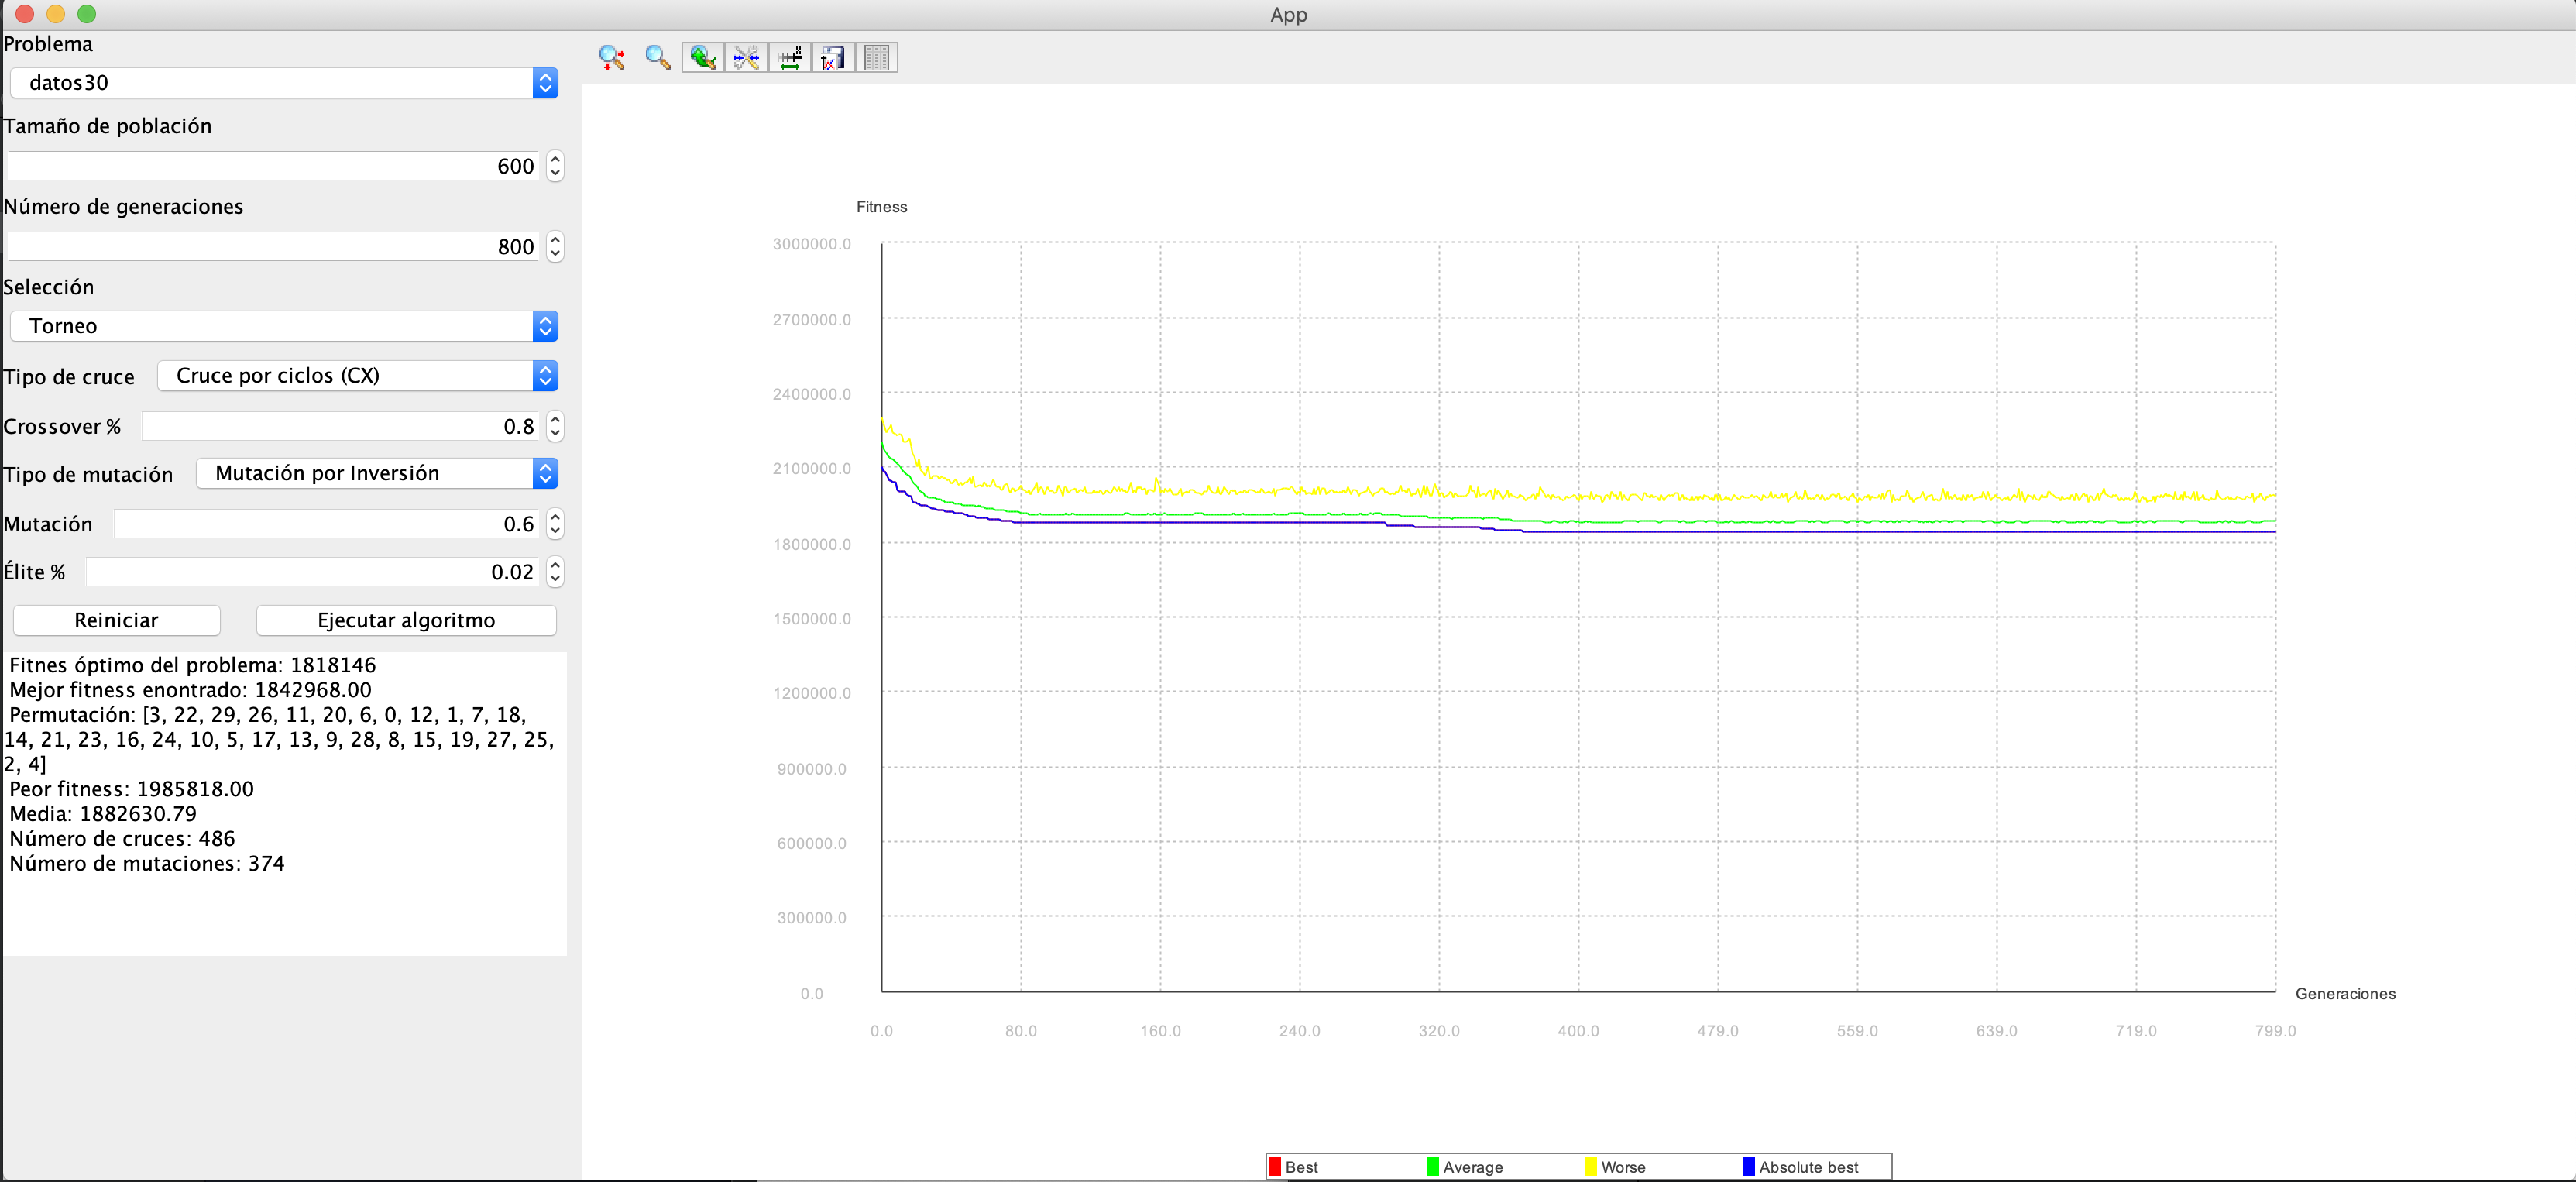 App
Problema
datos30
Tamaño de población
600
Número de generaciones
800
Selección
Torneo
Tipo de cruce Cruce por ciclos (CX)
Crossover % 0.8
Tipo de mutación Mutación por Inversión
Mutación 0.6
Élite % 0.02
Reiniciar Ejecutar algoritmo
Fitnes óptimo del problema: 1818146
Mejor fitness enontrado: 1842968.00
Permutación: [3, 22, 29, 26, 11, 20, 6, 0, 12, 1, 7, 18,
14, 21, 23, 16, 24, 10, 5, 17, 13, 9, 28, 8, 15, 19, 27, 25,
2, 4]
Peor fitness: 1985818.00
Media: 1882630.79
Número de cruces: 486
Número de mutaciones: 374
Fitness
3000000.0
2700000.0
2400000.0
2100000.0
1800000.0
1500000.0
1200000.0
900000.0
600000.0
300000.0
0.0
Generaciones
0.0 80.0 160.0 240.0 320.0 400.0 479.0 559.0 639.0 719.0 799.0
Best Average Worse Absolute best